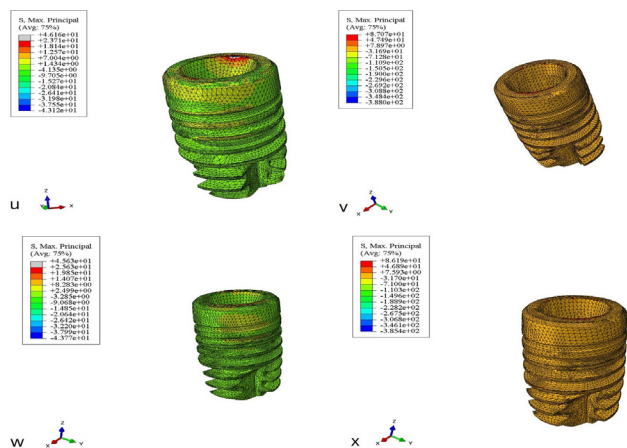 S, Max. Principal
(Avg: 75%)
+4.616e+01
+2.371e+01
+1.814e+01
+1.257e+01
+7.004e+00
+1.434e+00
-4.135e+00
-9.705e+00
-1.527e+01
-2.084e+01
-2.641e+01
-3.198e+01
-3.755e+01
-4.312e+01
Z
Y
X
u
S, Max. Principal
(Avg: 75%)
+8.707e+01
+4.749e+01
+7.897e+00
-3.169e+01
-7.128e+01
-1.109e+02
-1.505e+02
-1.900e+02
-2.296e+02
-2.692e+02
-3.088e+02
-3.484e+02
-3.880e+02
Z
X
Y
v
S, Max. Principal
(Avg: 75%)
+4.563e+01
+2.563e+01
+1.985e+01
+1.407e+01
+8.283e+00
+2.499e+00
-3.285e+00
-9.068e+00
-1.485e+01
-2.064e+01
-2.642e+01
-3.220e+01
-3.799e+01
-4.377e+01
Z
X
Y
w
S, Max. Principal
(Avg: 75%)
+8.619e+01
+4.689e+01
+7.593e+00
-3.170e+01
-7.100e+01
-1.103e+02
-1.496e+02
-1.889e+02
-2.282e+02
-2.675e+02
-3.068e+02
-3.461e+02
-3.854e+02
Z
X
Y
x